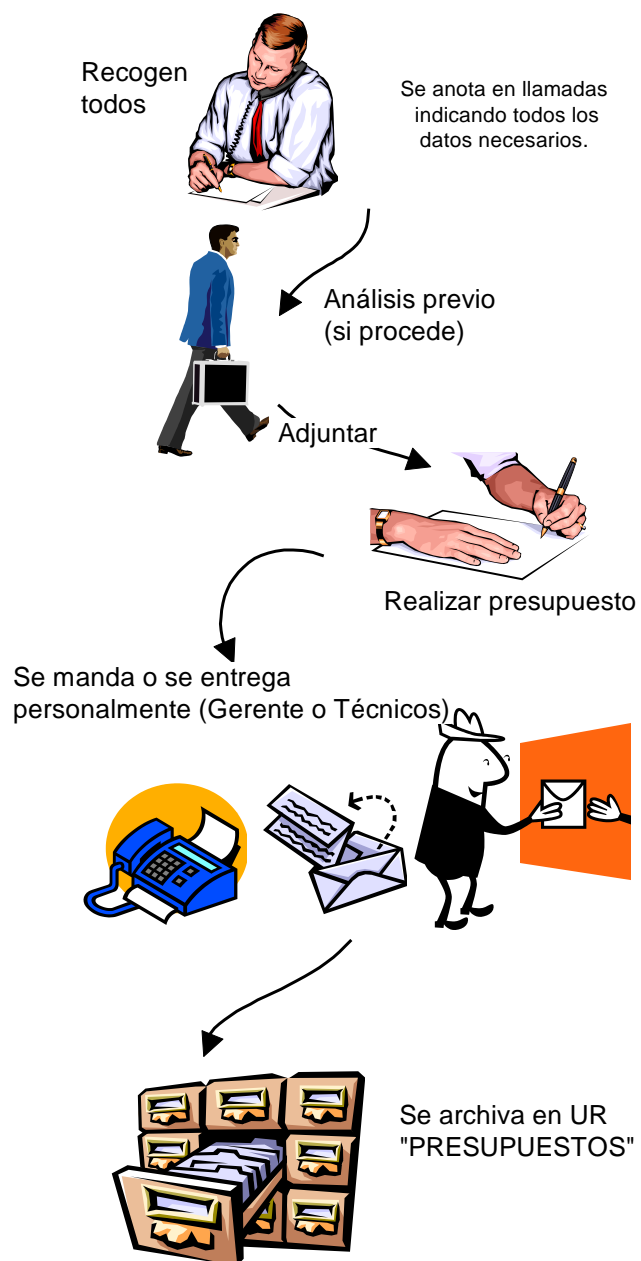 Recogen
todos
Se anota en llamadas
indicando todos los
datos necesarios.
Análisis previo
(si procede)
Adjuntar
Realizar presupuesto
Se manda o se entrega
personalmente (Gerente o Técnicos)
Se archiva en UR
"PRESUPUESTOS"